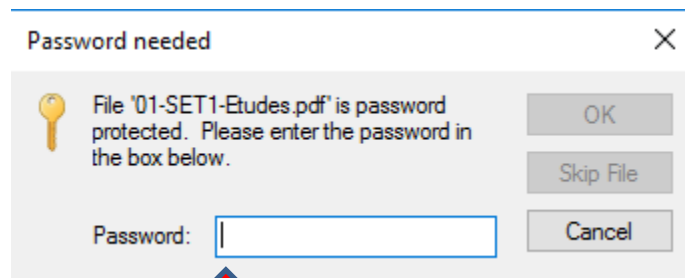 Password needed
File '01-SET1-Etudes.pdf' is password
protected.  Please enter the password in
the box below.
OK
Skip File
Password:
Cancel